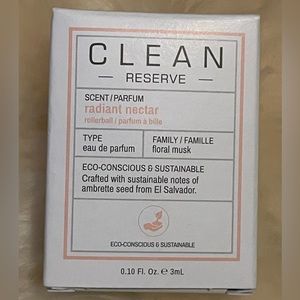 CLEAN
RESERVE
SCENT / PARFUM
radiant nectar
rollerball / parfum à bille
TYPE
eau de parfum
FAMILY / FAMILLE
floral musk
ECO-CONSCIOUS & SUSTAINABLE
Crafted with sustainable notes of
ambrette seed from El Salvador.
ECO-CONSCIOUS & SUSTAINABLE
0.10 Fl. Oz. ℮ 3mL